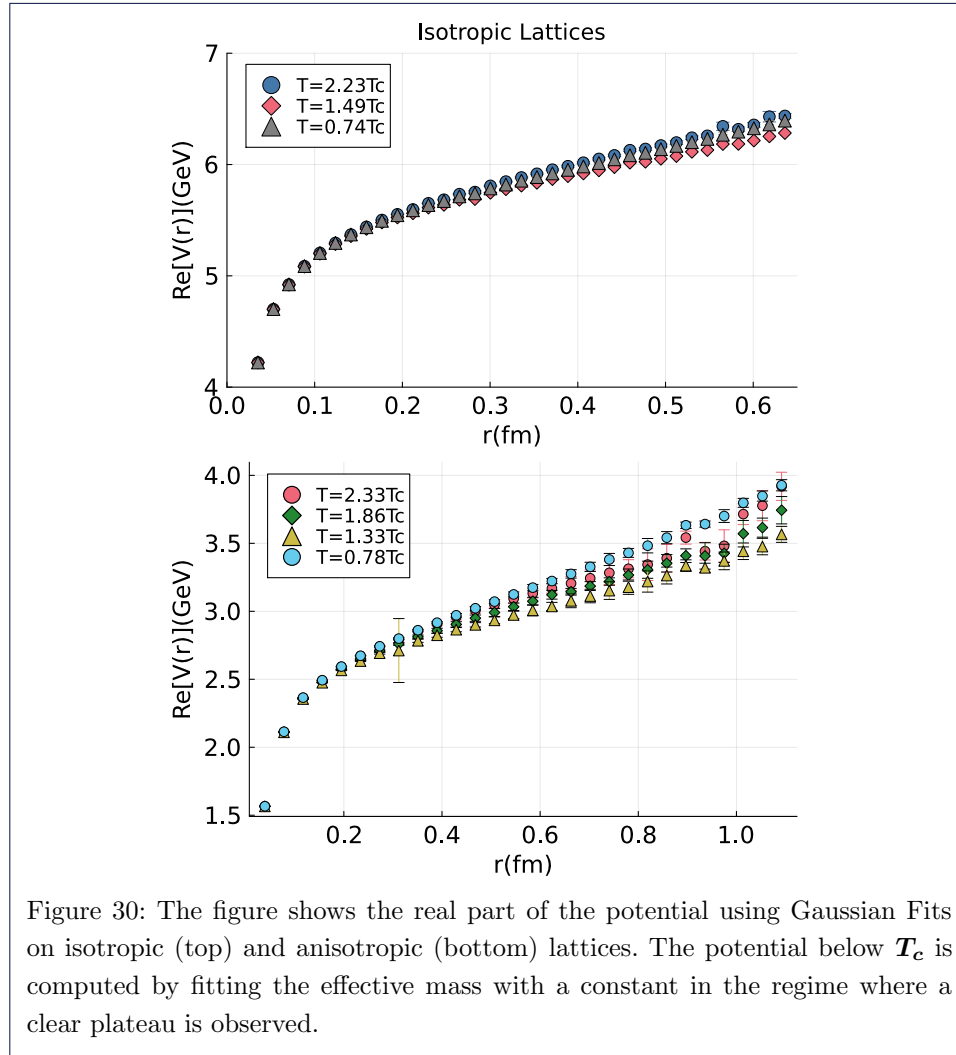 Isotropic Lattices
7
6
5
4
Re[V(r)](GeV)
T=2.23Tc
T=1.49Tc
T=0.74Tc
0.0 0.1 0.2 0.3 0.4 0.5 0.6
r(fm)
4.0
3.5
3.0
2.5
2.0
1.5
Re[V(r)](GeV)
T=2.33Tc
T=1.86Tc
T=1.33Tc
T=0.78Tc
0.2 0.4 0.6 0.8 1.0
r(fm)
Figure 30: The figure shows the real part of the potential using Gaussian Fits
on isotropic (top) and anisotropic (bottom) lattices. The potential below T_c is
computed by fitting the effective mass with a constant in the regime where a
clear plateau is observed.